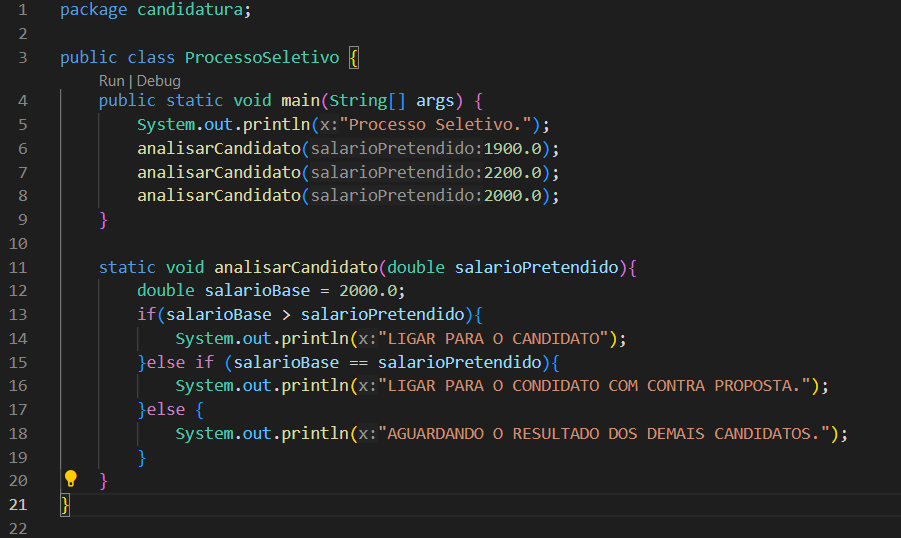 1 package candidatura;
2
3 public class ProcessoSeletivo {
Run | Debug
4 public static void main(String[] args) {
5 System.out.println(x:"Processo Seletivo.");
6 analisarCandidato(salarioPretendido:1900.0);
7 analisarCandidato(salarioPretendido:2200.0);
8 analisarCandidato(salarioPretendido:2000.0);
9 }
10
11 static void analisarCandidato(double salarioPretendido){
12 double salarioBase = 2000.0;
13 if(salarioBase > salarioPretendido){
14 System.out.println(x:"LIGAR PARA O CANDIDATO");
15 }else if (salarioBase == salarioPretendido){
16 System.out.println(x:"LIGAR PARA O CONDIDATO COM CONTRA PROPOSTA.");
17 }else {
18 System.out.println(x:"AGUARDANDO O RESULTADO DOS DEMAIS CANDIDATOS.");
19 }
20 }
21 }
22